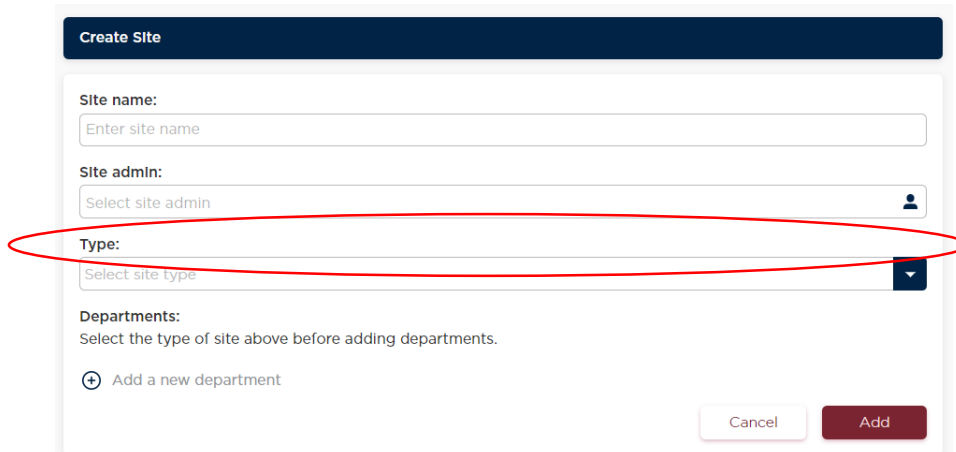 Create Site
Site name:
Enter site name
Site admin:
Select site admin
Type:
Select site type
Departments:
Select the type of site above before adding departments.
Add a new department
Cancel
Add